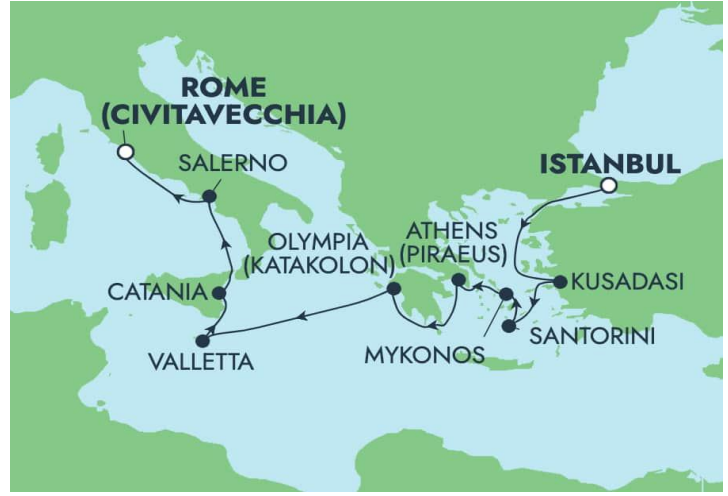 ROME
(CIVITAVECCHIA)
SALERNO
ISTANBUL
OLYMPIA
(KATAKOLON)
ATHENS
(PIRAEUS)
CATANIA
KUSADASI
VALLETTA
MYKONOS
SANTORINI